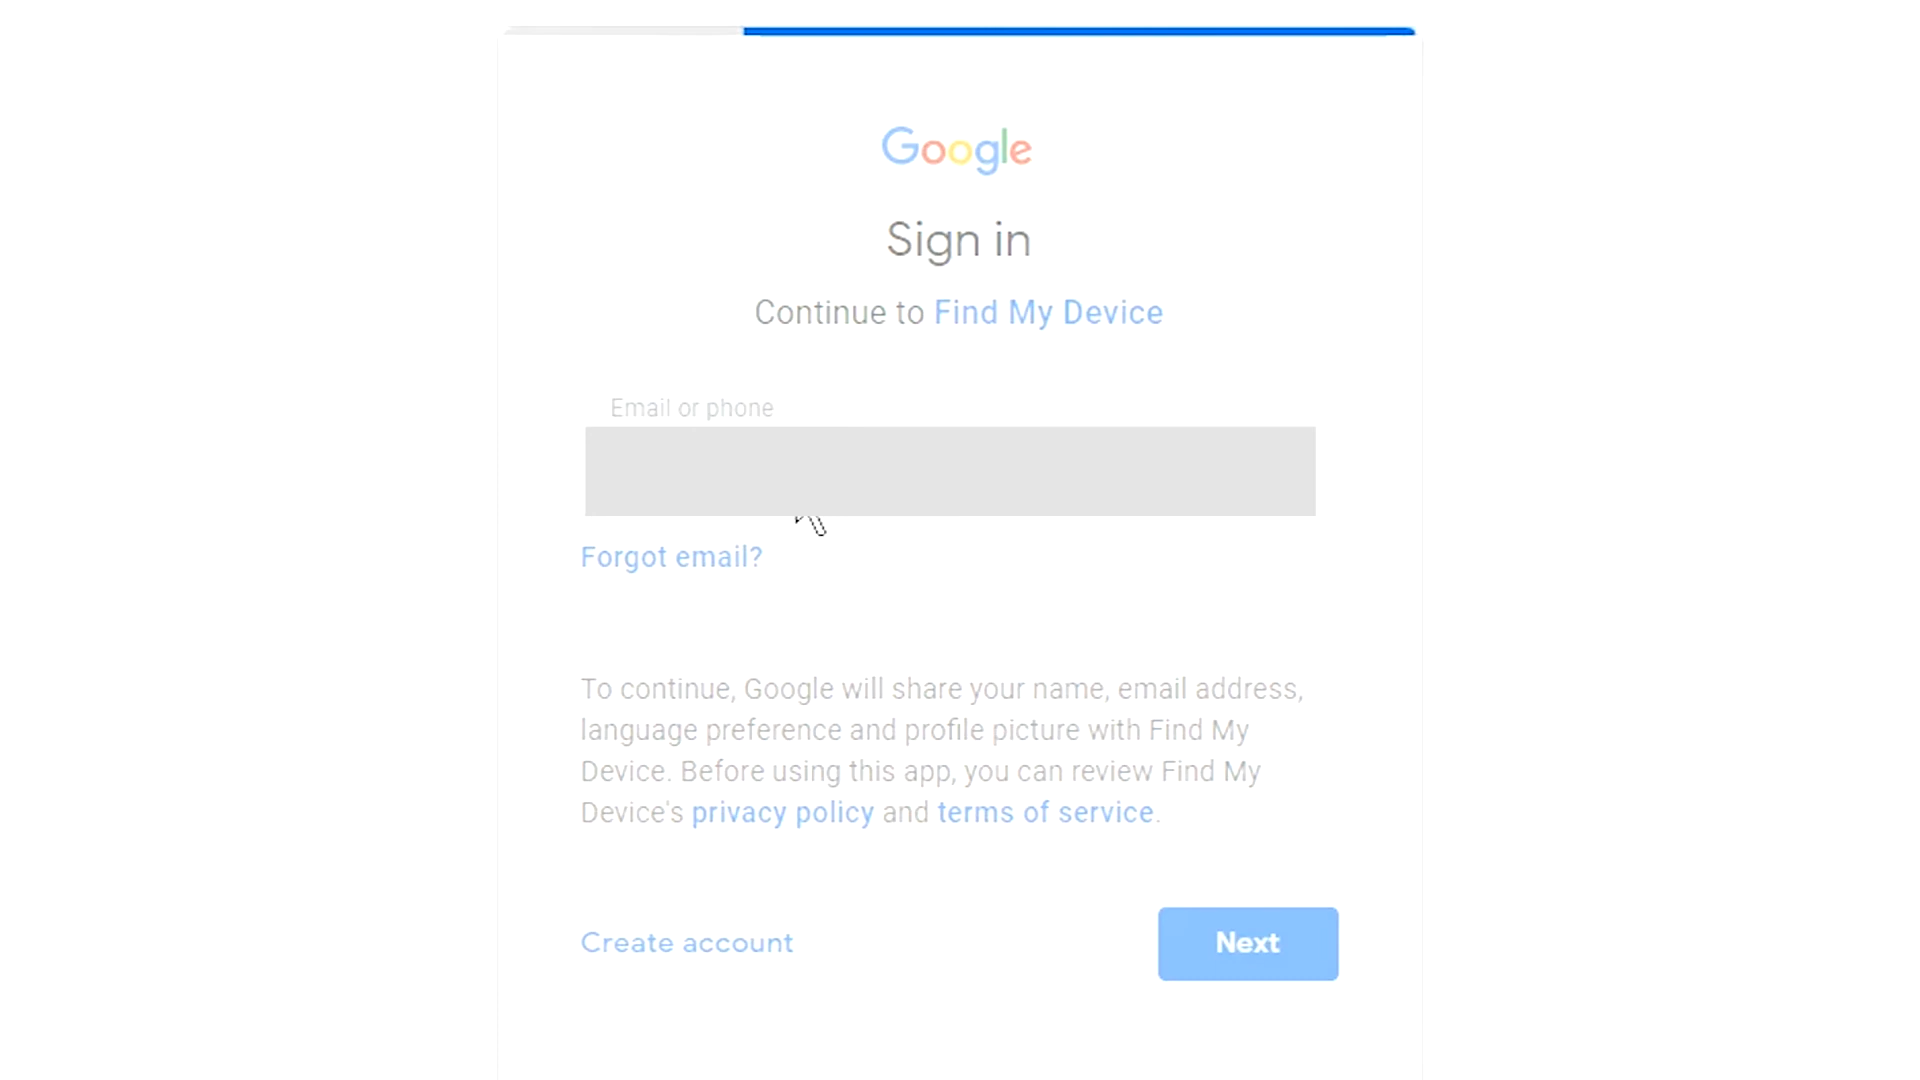 Google
Sign in
Continue to Find My Device
Email or phone
Forgot email?
To continue, Google will share your name, email address,
language preference and profile picture with Find My
Device. Before using this app, you can review Find My
Device's privacy policy and terms of service.
Create account
Next